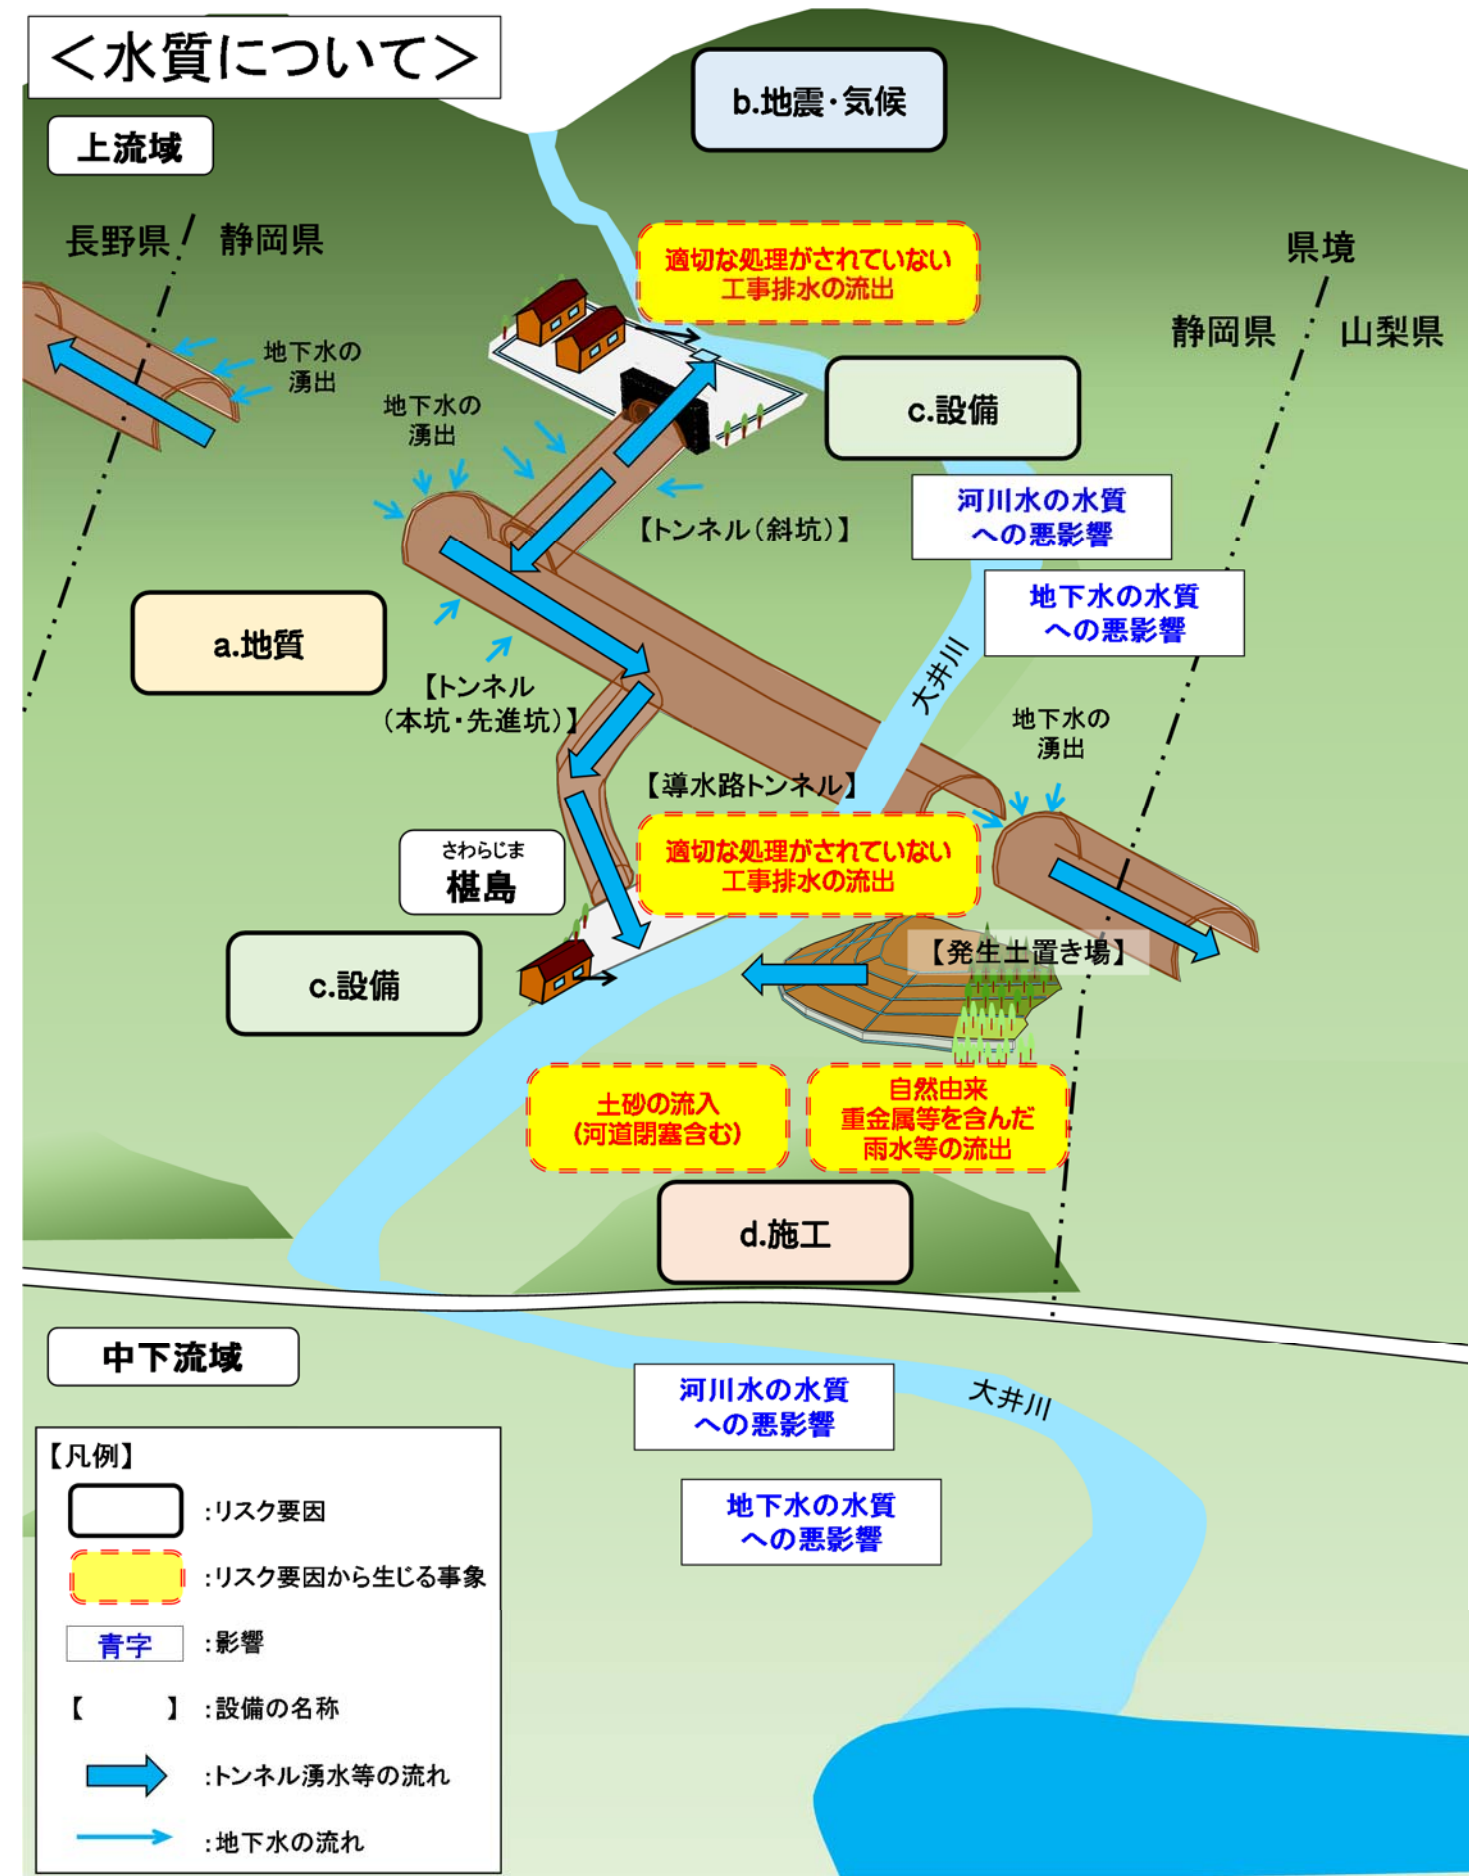 ＜水質について＞
b.地震・気候
上流域
長野県
静岡県
適切な処理がされていない
工事排水の流出
県境
静岡県
山梨県
地下水の
湧出
地下水の
湧出
c.設備
河川水の水質
への悪影響
【トンネル（斜坑）】
地下水の水質
への悪影響
a.地質
大井川
【トンネル
（本坑・先進坑）】
地下水の
湧出
【導水路トンネル】
さわらじま
椹島
適切な処理がされていない
工事排水の流出
【発生土置き場】
c.設備
土砂の流入
（河道閉塞含む）
自然由来
重金属等を含んだ
雨水等の流出
d.施工
中下流域
河川水の水質
への悪影響
大井川
地下水の水質
への悪影響
【凡例】
：リスク要因
：リスク要因から生じる事象
青字
：影響
【　　】
：設備の名称
：トンネル湧水等の流れ
：地下水の流れ